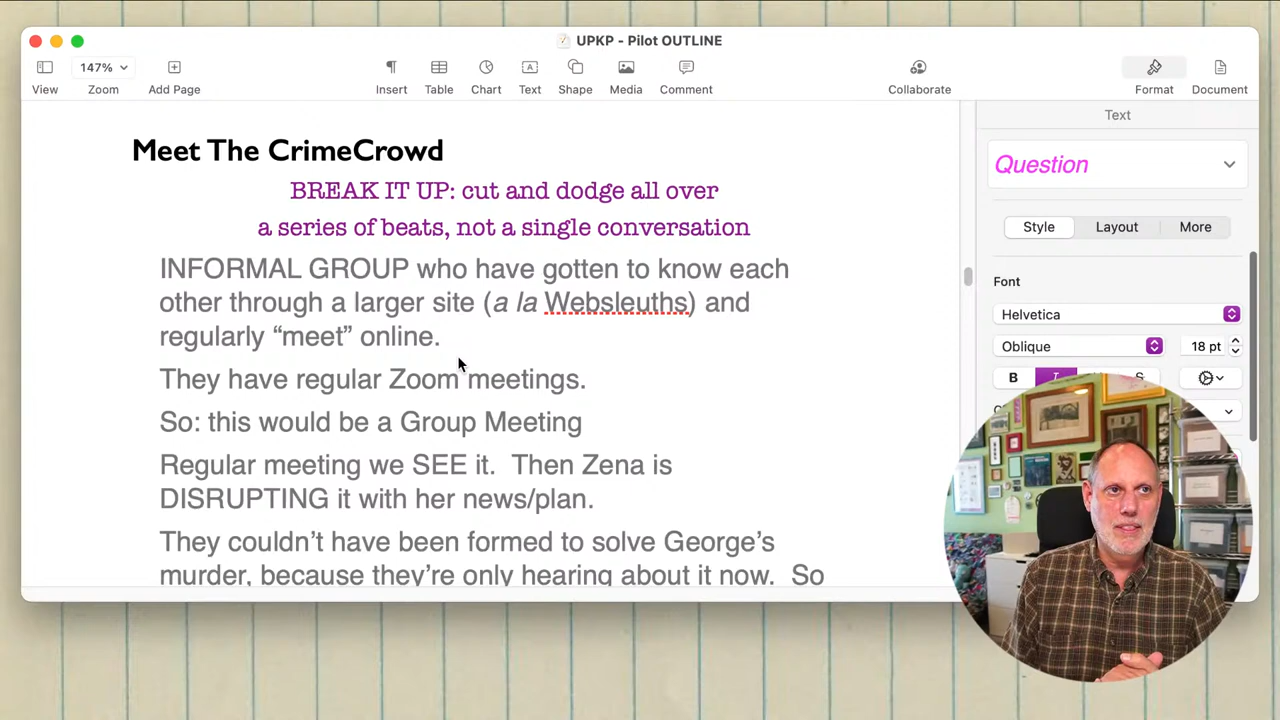 UPKP - Pilot OUTLINE
147%
View
Zoom
Add Page
Insert
Table
Chart
Text
Shape
Media
Comment
Collaborate
Format
Document
Text
Meet The CrimeCrowd
BREAK IT UP: cut and dodge all over
a series of beats, not a single conversation
INFORMAL GROUP who have gotten to know each
other through a larger site (a la Websleuths) and
regularly “meet” online.
They have regular Zoom meetings.
So: this would be a Group Meeting
Regular meeting we SEE it.  Then Zena is
DISRUPTING it with her news/plan.
They couldn’t have been formed to solve George’s
murder, because they’re only hearing about it now.  So
Question
Style
Layout
More
Font
Helvetica
Oblique
18 pt
B
I
S